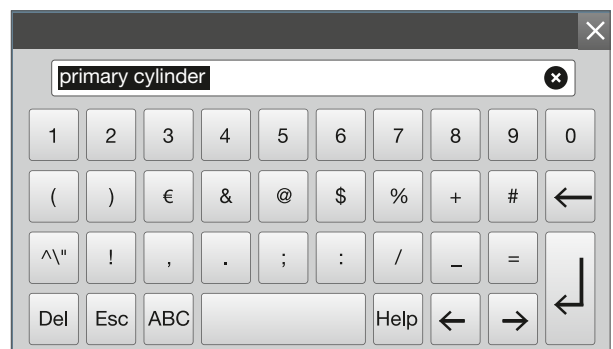 primary cylinder
1 2 3 4 5 6 7 8 9 0
( ) € & @ $ % + # ←
^\" ! , . ; : / _ =
Del Esc ABC Help ← →